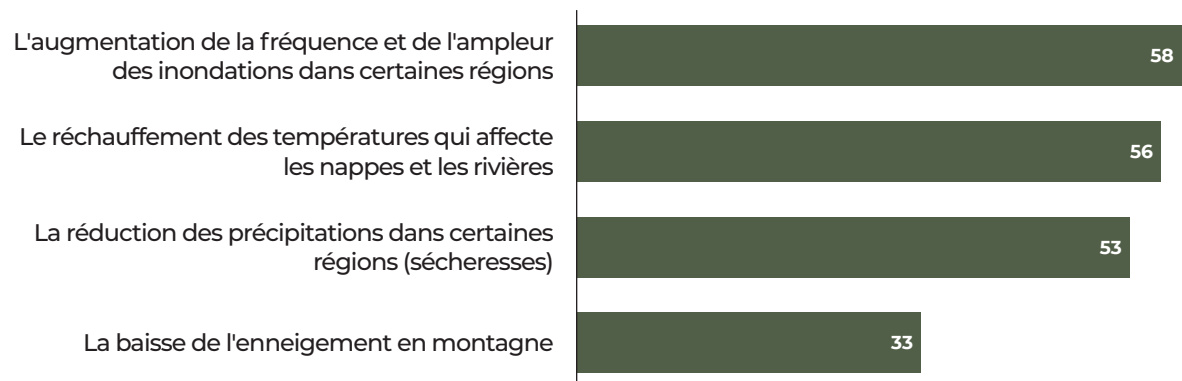 L'augmentation de la fréquence et de l'ampleur
des inondations dans certaines régions
58
Le réchauffement des températures qui affecte
les nappes et les rivières
56
La réduction des précipitations dans certaines
régions (sécheresses)
53
La baisse de l'enneigement en montagne
33